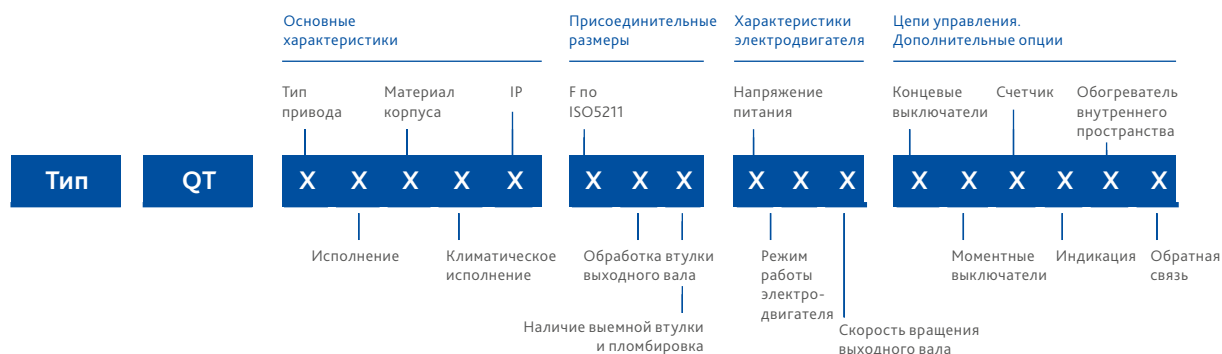 Основные
характеристики
Присоединительные
размеры
Характеристики
электродвигателя
Цепи управления.
Дополнительные опции
Тип
привода
Материал
корпуса
IP
F по
ISO5211
Напряжение
питания
Концевые
выключатели
Счетчик
Обогреватель
внутреннего
пространства
Тип QT X X X X X X X X X X X X X X X X X
Исполнение
Климатическое
исполнение
Обработка втулки
выходного вала
Наличие выемной втулки
и пломбировка
Режим
работы
электро-
двигателя
Скорость вращения
выходного вала
Моментные
выключатели
Индикация
Обратная
связь